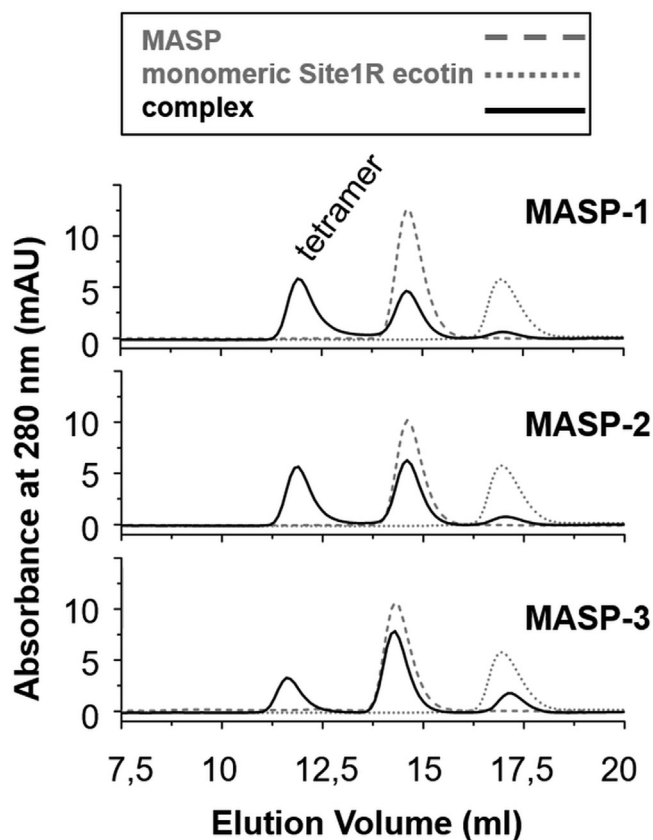 MASP
monomeric Site1R ecotin
complex
tetramer
MASP-1
10
5
0
MASP-2
10
5
0
MASP-3
10
5
0
Absorbance at 280 nm (mAU)
7,5 10 12,5 15 17,5 20
Elution Volume (ml)